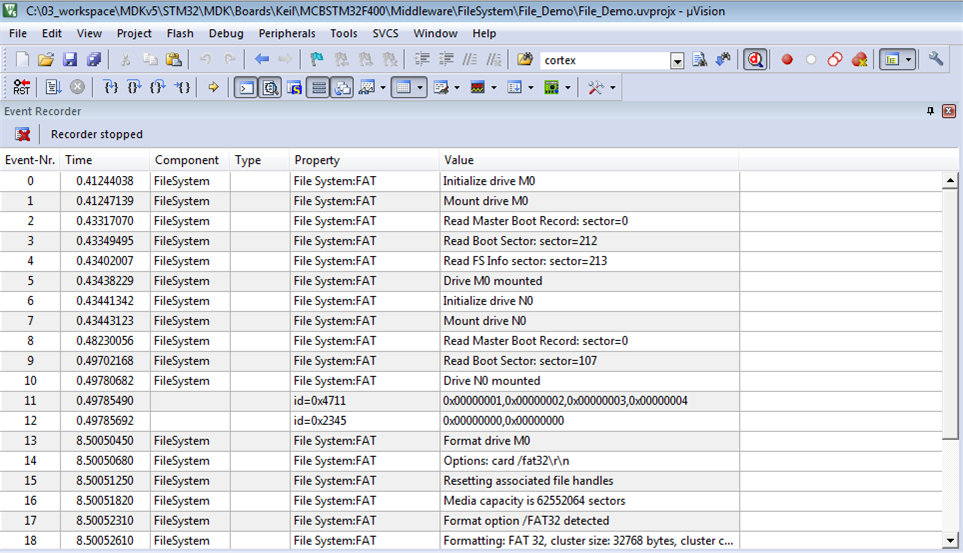 C:\03_workspace\MDKv5\STM32\MDK\Boards\Keil\MCBSTM32F400\Middleware\FileSystem\File_Demo\File_Demo.uvprojx - µVision
File Edit View Project Flash Debug Peripherals Tools SVCS Window Help
cortex
RST
Event Recorder
Recorder stopped
Event-Nr. Time Component Type Property Value
0 0.41244038 FileSystem File System:FAT Initialize drive M0
1 0.41247139 FileSystem File System:FAT Mount drive M0
2 0.43317070 FileSystem File System:FAT Read Master Boot Record: sector=0
3 0.43349495 FileSystem File System:FAT Read Boot Sector: sector=212
4 0.43402007 FileSystem File System:FAT Read FS Info sector: sector=213
5 0.43438229 FileSystem File System:FAT Drive M0 mounted
6 0.43441342 FileSystem File System:FAT Initialize drive N0
7 0.43443123 FileSystem File System:FAT Mount drive N0
8 0.48230056 FileSystem File System:FAT Read Master Boot Record: sector=0
9 0.49702168 FileSystem File System:FAT Read Boot Sector: sector=107
10 0.49780682 FileSystem File System:FAT Drive N0 mounted
11 0.49785490 id=0x4711 0x00000001,0x00000002,0x00000003,0x00000004
12 0.49785692 id=0x2345 0x00000000,0x00000000
13 8.50050450 FileSystem File System:FAT Format drive M0
14 8.50050680 FileSystem File System:FAT Options: card /fat32\r\n
15 8.50051250 FileSystem File System:FAT Resetting associated file handles
16 8.50051820 FileSystem File System:FAT Media capacity is 62552064 sectors
17 8.50052310 FileSystem File System:FAT Format option /FAT32 detected
18 8.50052610 FileSystem File System:FAT Formatting: FAT 32, cluster size: 32768 bytes, cluster c...